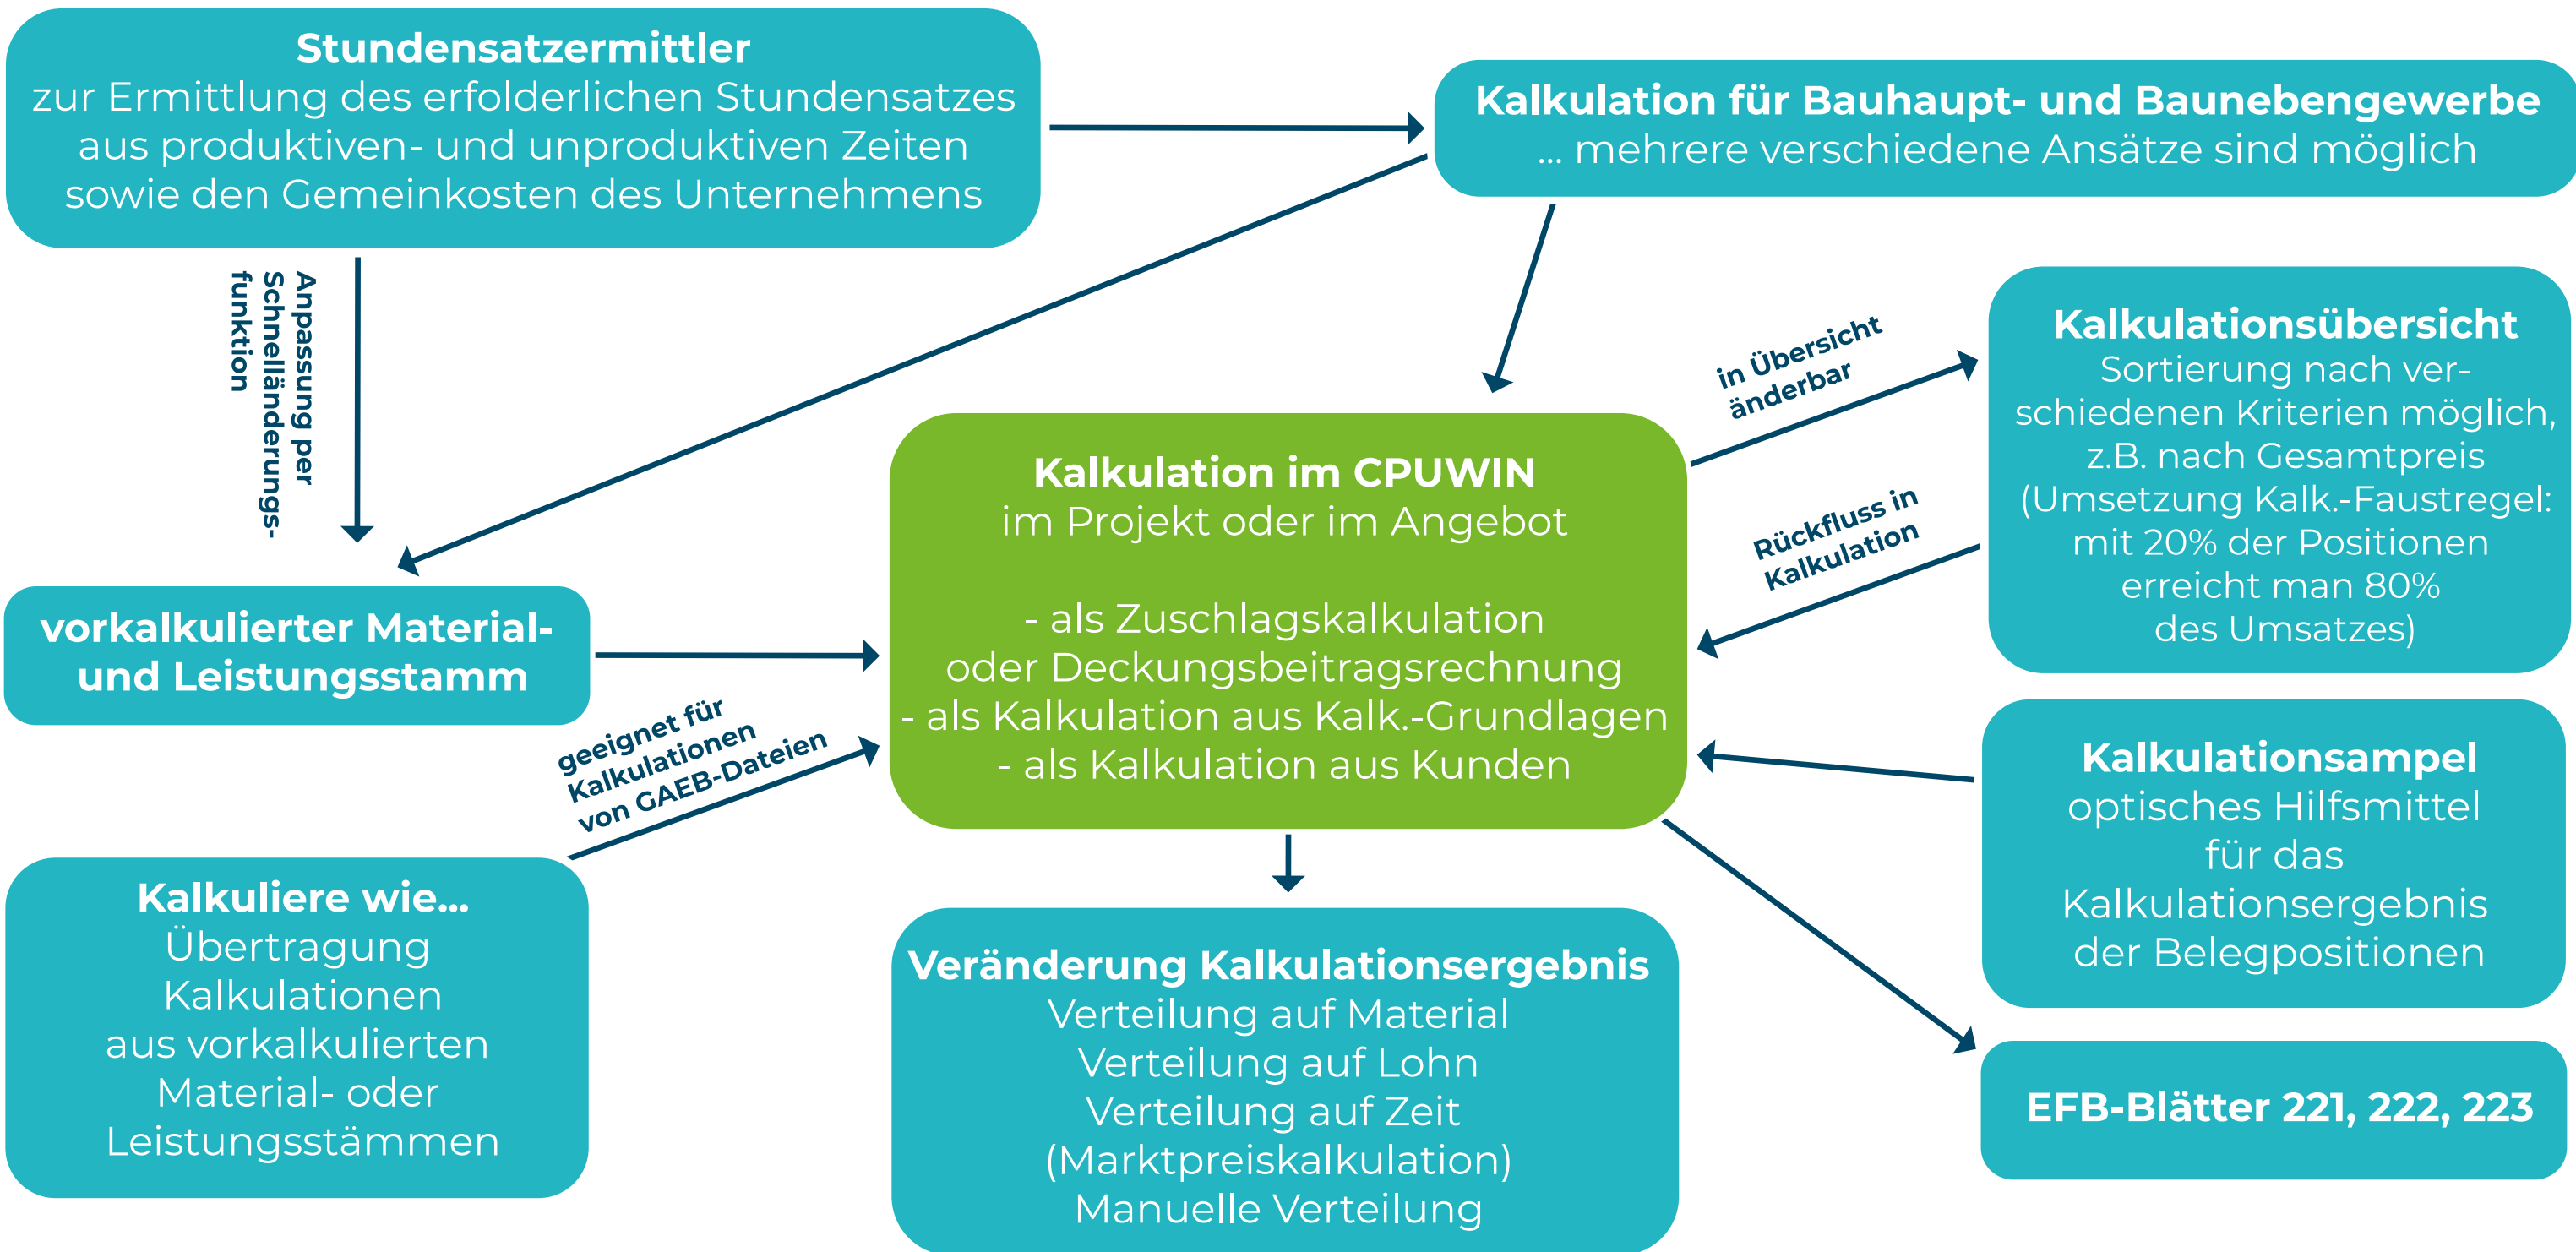 Stundensatzermittler
zur Ermittlung des erfolderlichen Stundensatzes
aus produktiven- und unproduktiven Zeiten
sowie den Gemeinkosten des Unternehmens
Kalkulation für Bauhaupt- und Baunebengewerbe
... mehrere verschiedene Ansätze sind möglich
Anpassung per
Schnelländerungs-
funktion
in Übersicht
änderbar
Kalkulationsübersicht
Sortierung nach ver-
schiedenen Kriterien möglich,
z.B. nach Gesamtpreis
(Umsetzung Kalk.-Faustregel:
mit 20% der Positionen
erreicht man 80%
des Umsatzes)
Rückfluss in
Kalkulation
Kalkulation im CPUWIN
im Projekt oder im Angebot
- als Zuschlagskalkulation
oder Deckungsbeitragsrechnung
- als Kalkulation aus Kalk.-Grundlagen
- als Kalkulation aus Kunden
vorkalkulierter Material-
und Leistungsstamm
geeignet für
Kalkulationen
von GAEB-Dateien
Kalkulationsampel
optisches Hilfsmittel
für das
Kalkulationsergebnis
der Belegpositionen
Kalkuliere wie...
Übertragung
Kalkulationen
aus vorkalkulierten
Material- oder
Leistungsstämmen
Veränderung Kalkulationsergebnis
Verteilung auf Material
Verteilung auf Lohn
Verteilung auf Zeit
(Marktpreiskalkulation)
Manuelle Verteilung
EFB-Blätter 221, 222, 223